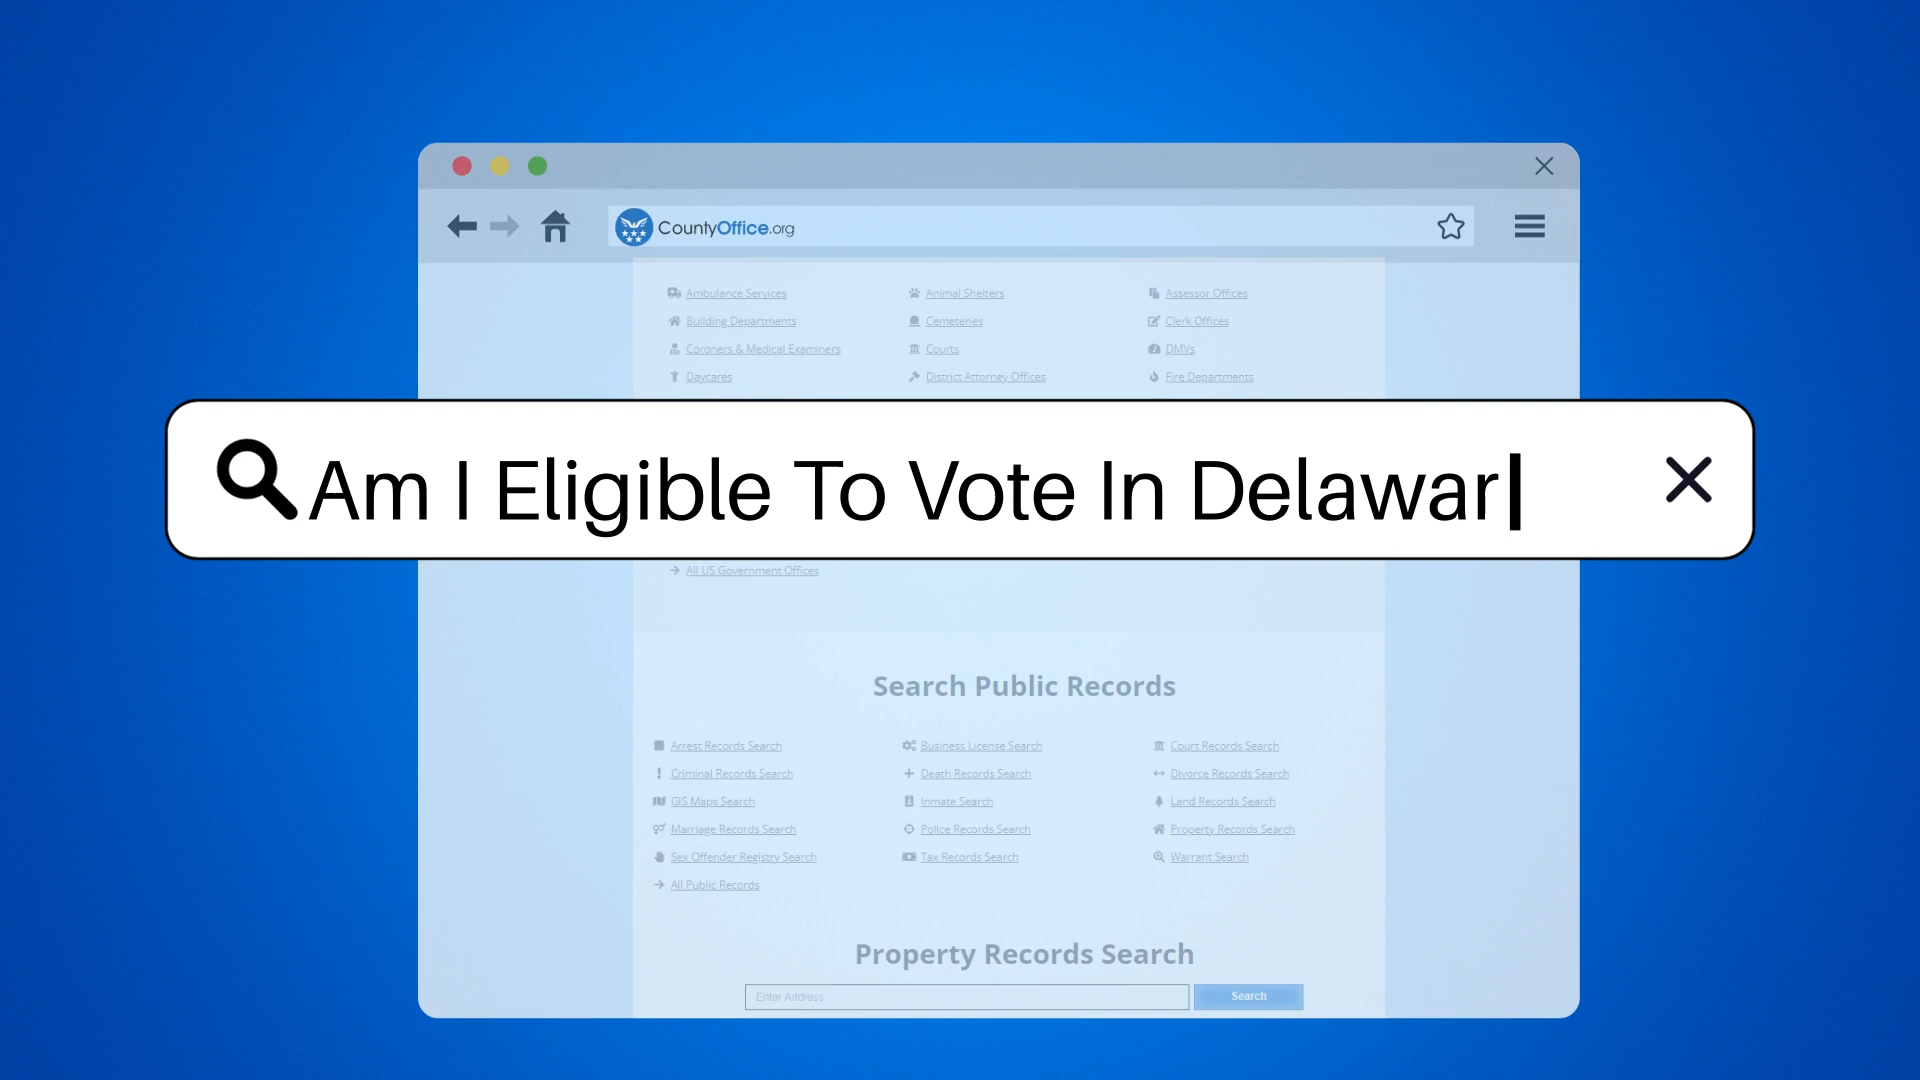 CountyOffice.org
Ambulance Services Animal Shelters Assessor Offices
Building Departments Cemeteries Clerk Offices
Coroners & Medical Examiners Courts DMVs
Daycares District Attorney Offices Fire Departments
Am I Eligible To Vote In Delawar
All US Government Offices
Search Public Records
Arrest Records Search Business License Search Court Records Search
Criminal Records Search Death Records Search Divorce Records Search
GIS Maps Search Inmate Search Land Records Search
Marriage Records Search Police Records Search Property Records Search
Sex Offender Registry Search Tax Records Search Warrant Search
All Public Records
Property Records Search
Enter Address Search